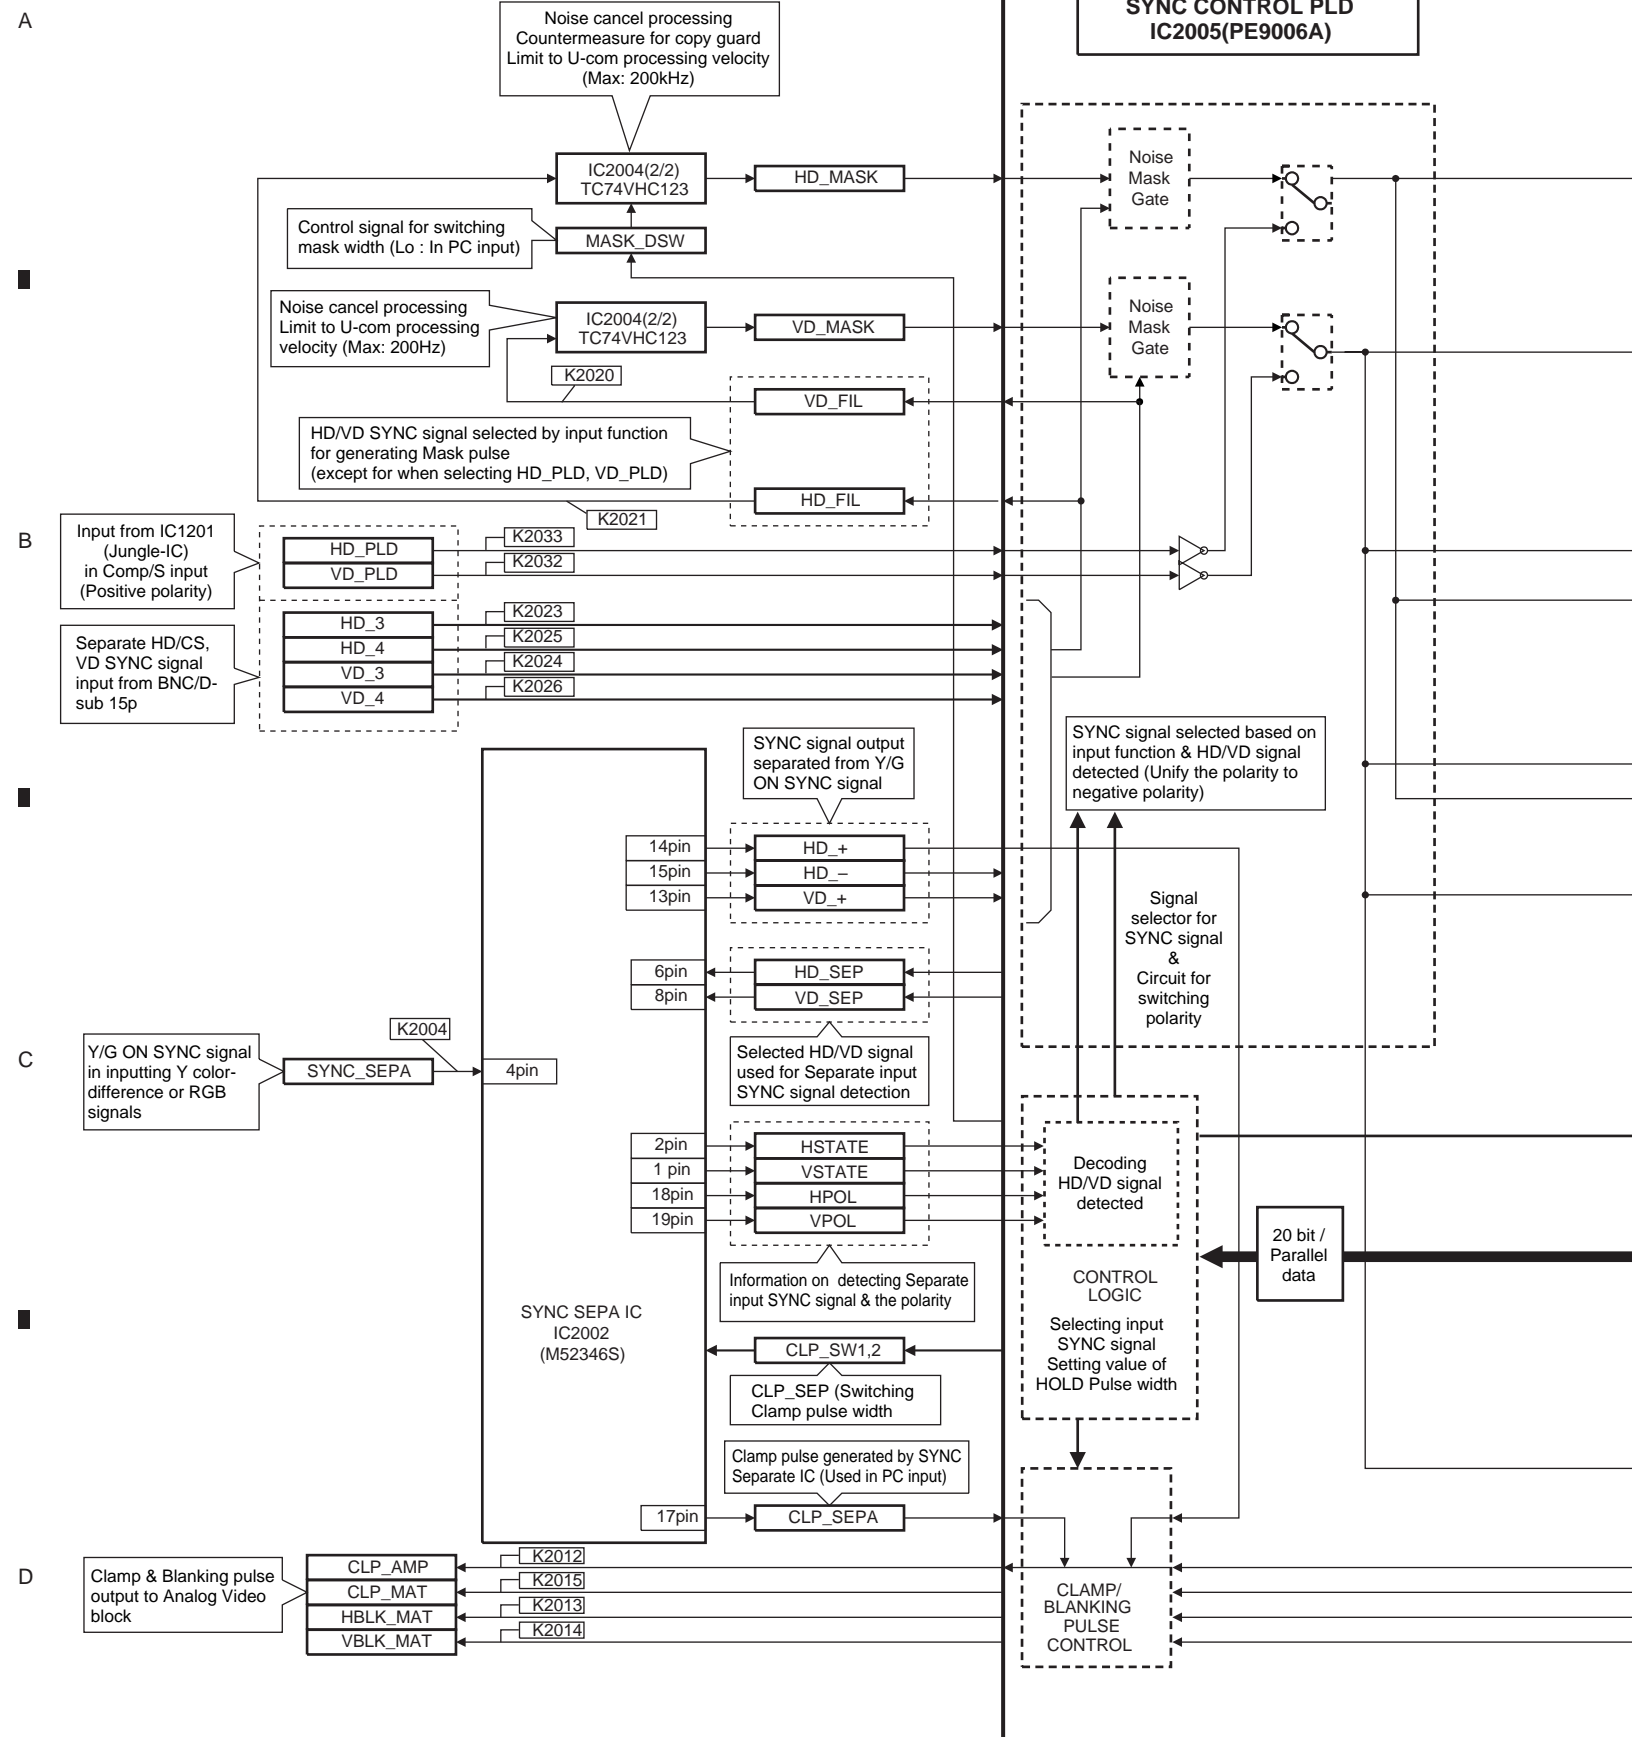 A
Noise cancel processing
Countermeasure for copy guard
Limit to U-com processing velocity
(Max: 200kHz)
SYNC CONTROL PLD
IC2005(PE9006A)
IC2004(2/2)
TC74VHC123
HD_MASK
Noise
Mask
Gate
Control signal for switching
mask width (Lo : In PC input)
MASK_DSW
Noise cancel processing
Limit to U-com processing
velocity (Max: 200Hz)
IC2004(2/2)
TC74VHC123
VD_MASK
Noise
Mask
Gate
K2020
VD_FIL
HD/VD SYNC signal selected by input function
for generating Mask pulse
(except for when selecting HD_PLD, VD_PLD)
HD_FIL
K2021
B
Input from IC1201
(Jungle-IC)
in Comp/S input
(Positive polarity)
HD_PLD
K2033
VD_PLD
K2032
Separate HD/CS,
VD SYNC signal
input from BNC/D-
sub 15p
HD_3
K2023
HD_4
K2025
VD_3
K2024
VD_4
K2026
SYNC signal output
separated from Y/G
ON SYNC signal
SYNC signal selected based on
input function & HD/VD signal
detected (Unify the polarity to
negative polarity)
14pin
HD_+
15pin
HD_–
13pin
VD_+
Signal
selector for
SYNC signal
&
Circuit for
switching
polarity
6pin
HD_SEP
8pin
VD_SEP
Selected HD/VD signal
used for Separate input
SYNC signal detection
C
Y/G ON SYNC signal
in inputting Y color-
difference or RGB
signals
SYNC_SEPA
K2004
4pin
2pin
HSTATE
1 pin
VSTATE
18pin
HPOL
19pin
VPOL
Decoding
HD/VD signal
detected
20 bit /
Parallel
data
Information on detecting Separate
input SYNC signal & the polarity
CONTROL
LOGIC
Selecting input
SYNC signal
Setting value of
HOLD Pulse width
SYNC SEPA IC
IC2002
(M52346S)
CLP_SW1,2
CLP_SEP (Switching
Clamp pulse width
Clamp pulse generated by SYNC
Separate IC (Used in PC input)
17pin
CLP_SEPA
D
Clamp & Blanking pulse
output to Analog Video
block
CLP_AMP
K2012
CLP_MAT
K2015
HBLK_MAT
K2013
VBLK_MAT
K2014
CLAMP/
BLANKING
PULSE
CONTROL